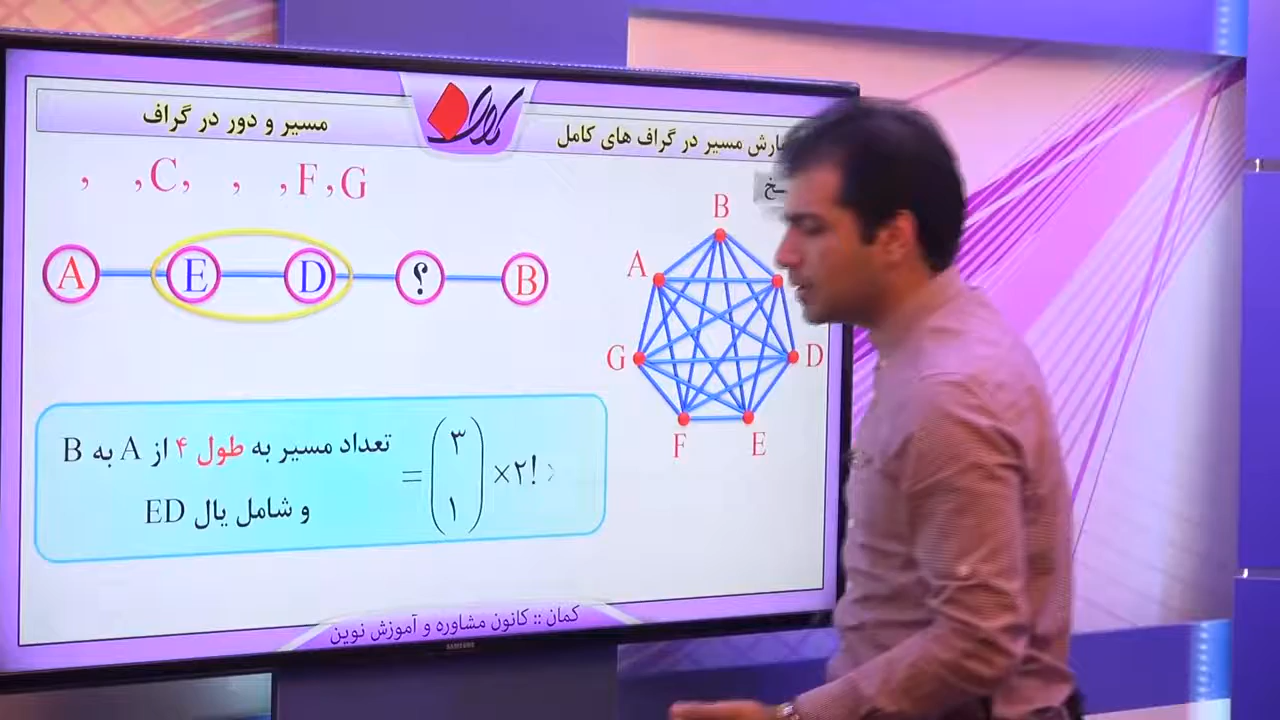 مسیر و دور در گراف
مسیر در گراف های کامل
, ,C, , ,F,G
A E D ؟ B
B
A
G
D
F
E
تعداد مسیر به طول ۴ از A به B
و شامل یال ED
= (۳ ۱) ×۲!
کمان :: کانون مشاوره و آموزش نوین
SAMSUNG